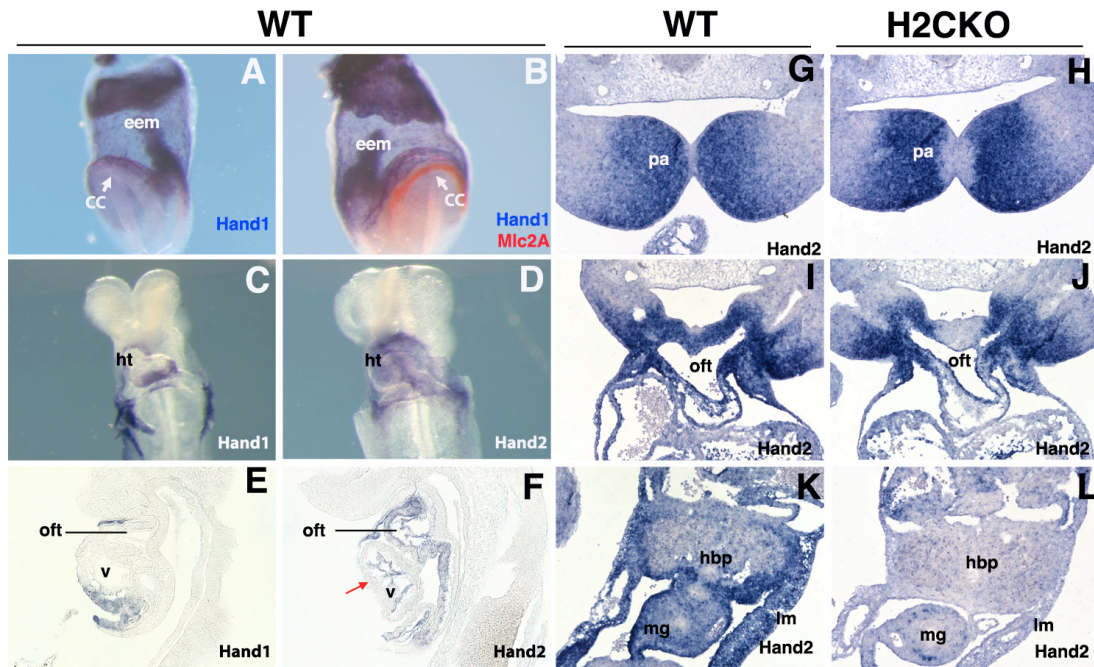 WT WT H2CKO
A
eem
CC
Hand1
B
eem
CC
Hand1
Mlc2A
G
pa
Hand2
H
pa
Hand2
C
ht
Hand1
D
ht
Hand2
I
oft
Hand2
J
oft
Hand2
E
oft
v
Hand1
F
oft
v
Hand2
K
hbp
mg
lm
Hand2
L
hbp
mg
lm
Hand2